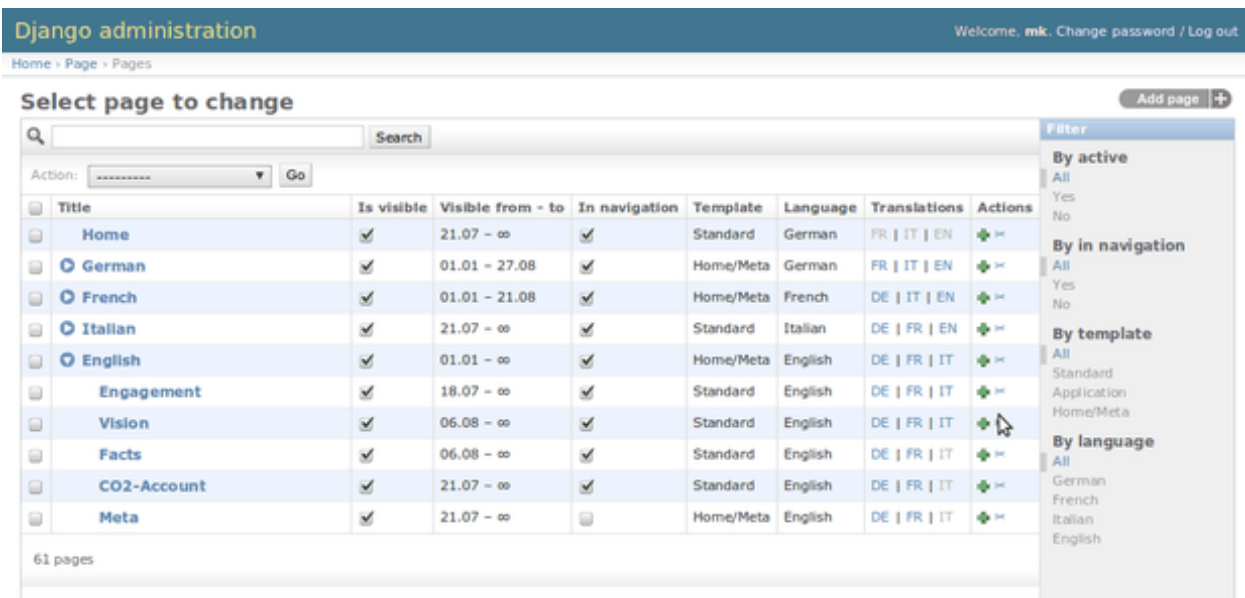 Django administration
Welcome, mk. Change password / Log out
Home › Page › Pages
Select page to change
Add page
Search
Action: --------- Go
Title Is visible Visible from - to In navigation Template Language Translations Actions
Home 21.07 – ∞ Standard German FR | IT | EN
German 01.01 – 27.08 Home/Meta German FR | IT | EN
French 01.01 – 21.08 Home/Meta French DE | IT | EN
Italian 21.07 – ∞ Standard Italian DE | FR | EN
English 01.01 – ∞ Home/Meta English DE | FR | IT
Engagement 18.07 – ∞ Standard English DE | FR | IT
Vision 06.08 – ∞ Standard English DE | FR | IT
Facts 06.08 – ∞ Standard English DE | FR | IT
CO2-Account 21.07 – ∞ Standard English DE | FR | IT
Meta 21.07 – ∞ Home/Meta English DE | FR | IT
61 pages
Filter
By active
All
Yes
No
By in navigation
All
Yes
No
By template
All
Standard
Application
Home/Meta
By language
All
German
French
Italian
English